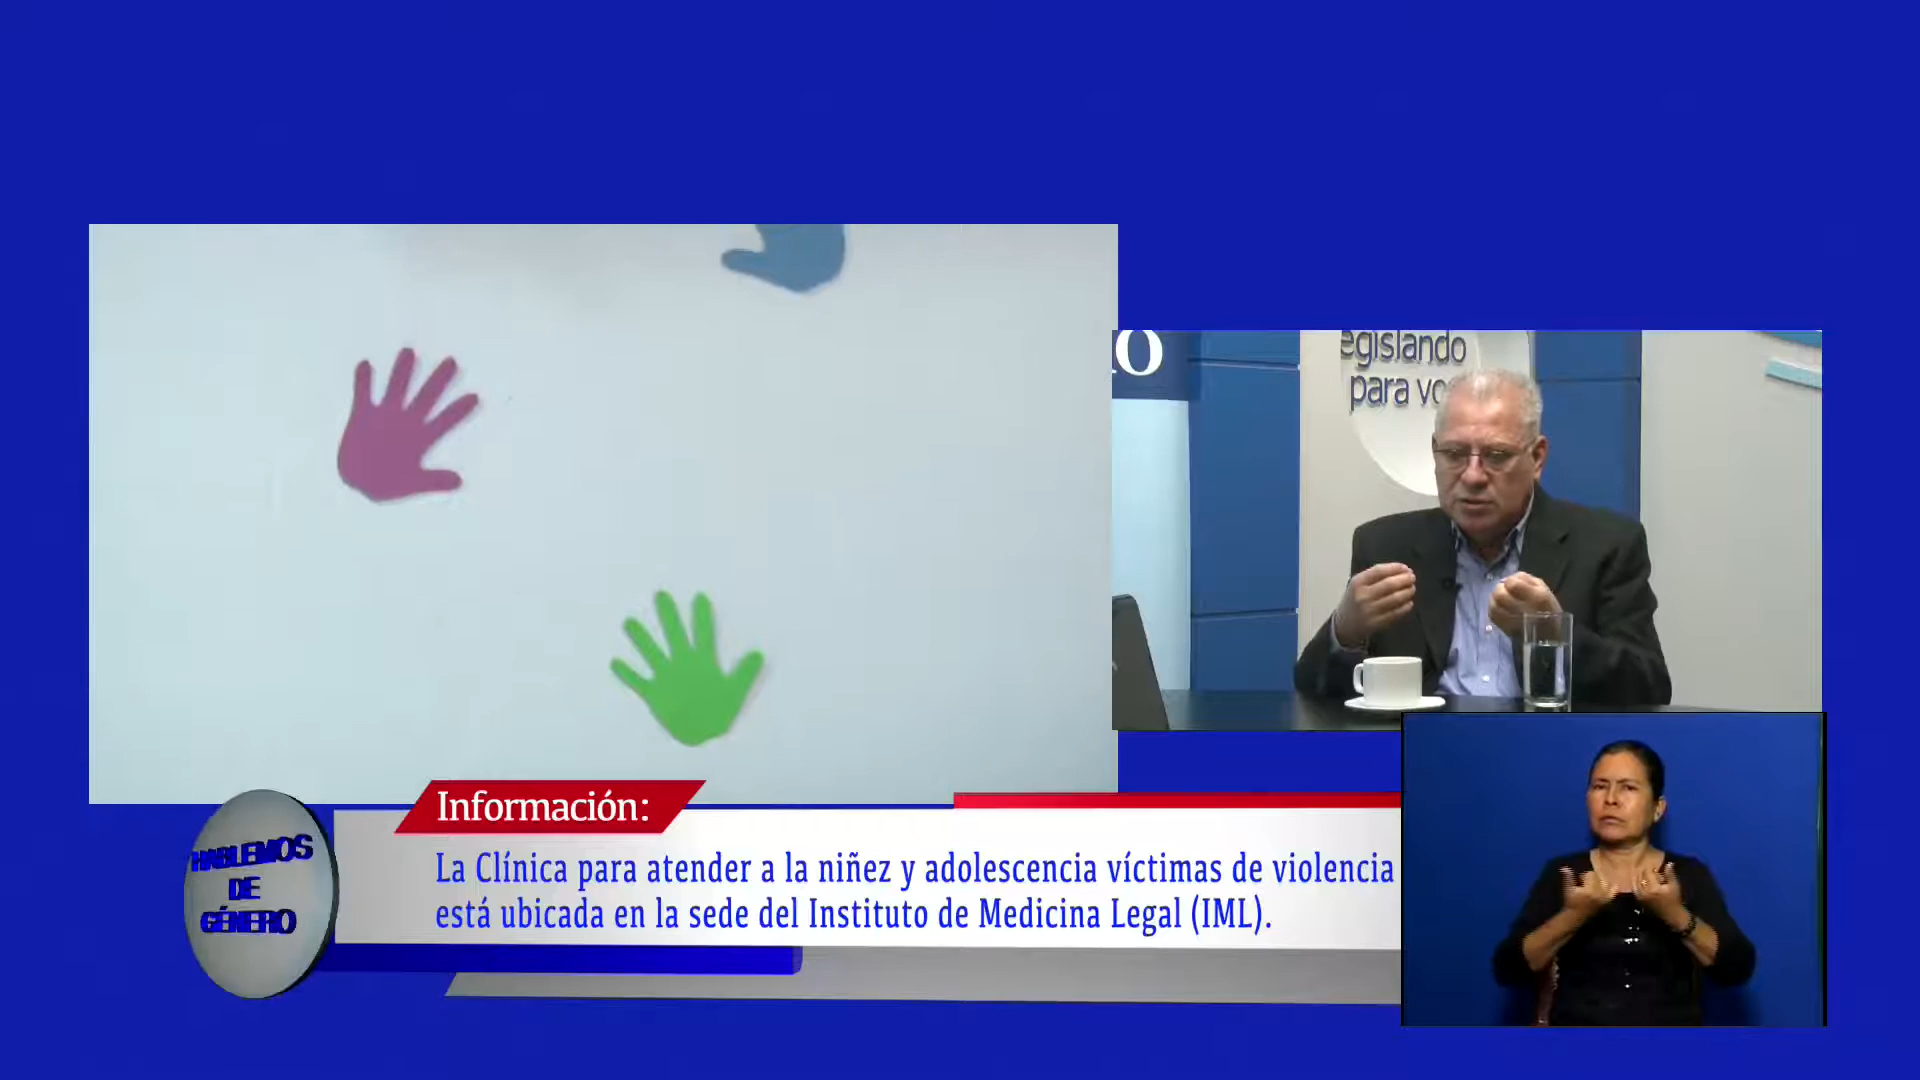 egislando
para vo
Información:
La Clínica para atender a la niñez y adolescencia víctimas de violencia
está ubicada en la sede del Instituto de Medicina Legal (IML).
HABLEMOS
DE
GÉNERO